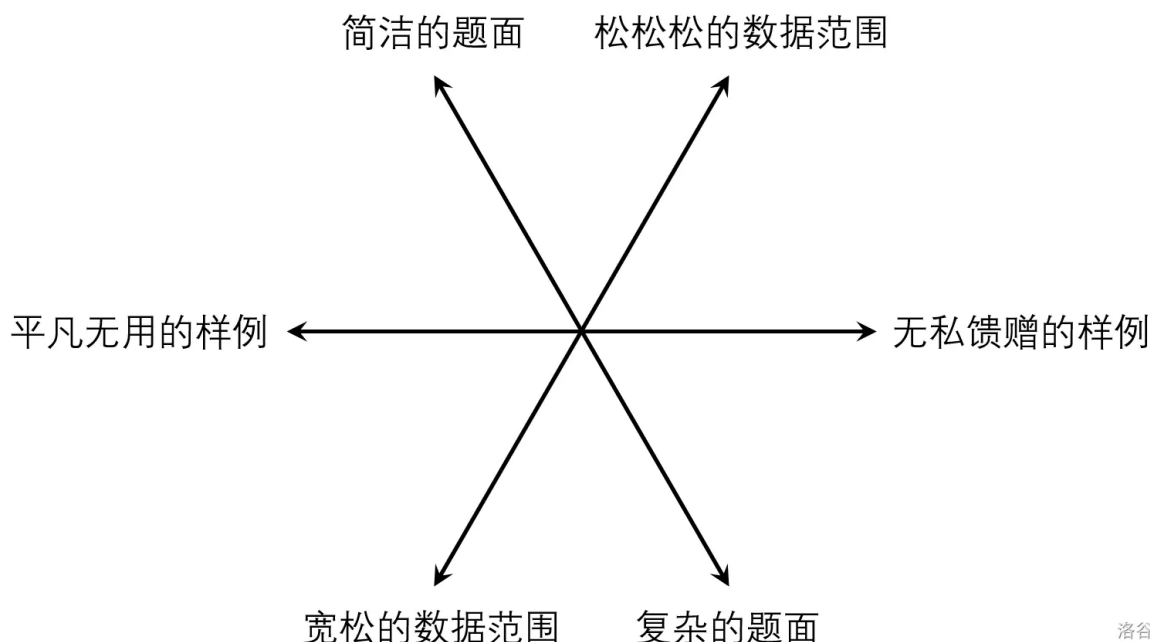 简洁的题面
松松松的数据范围
平凡无用的样例
无私馈赠的样例
宽松的数据范围
复杂的题面
洛谷